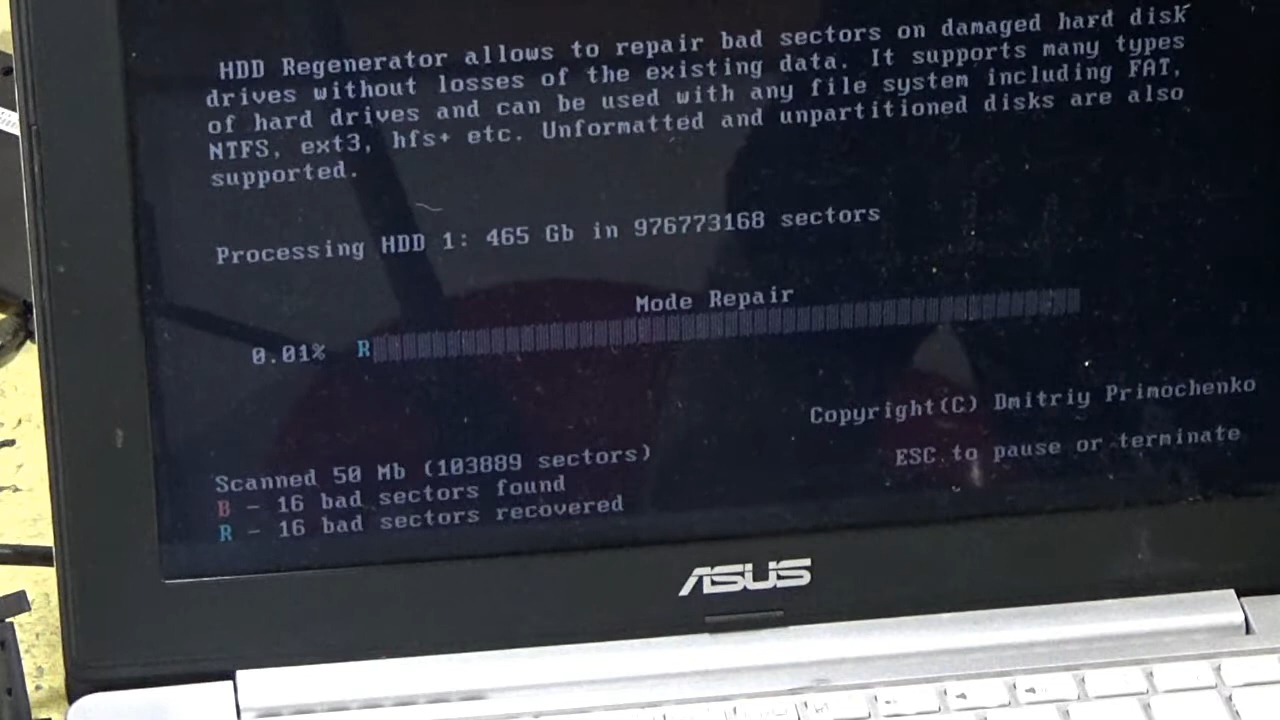 HDD Regenerator allows to repair bad sectors on damaged hard disk
drives without losses of the existing data. It supports many types
of hard drives and can be used with any file system including FAT,
NTFS, ext3, hfs+ etc. Unformatted and unpartitioned disks are also
supported.
Processing HDD 1: 465 Gb in 976773168 sectors
Mode Repair
0.01% R
Copyright(C) Dmitriy Primochenko
ESC to pause or terminate
Scanned 50 Mb (103889 sectors)
B - 16 bad sectors found
R - 16 bad sectors recovered
ASUS